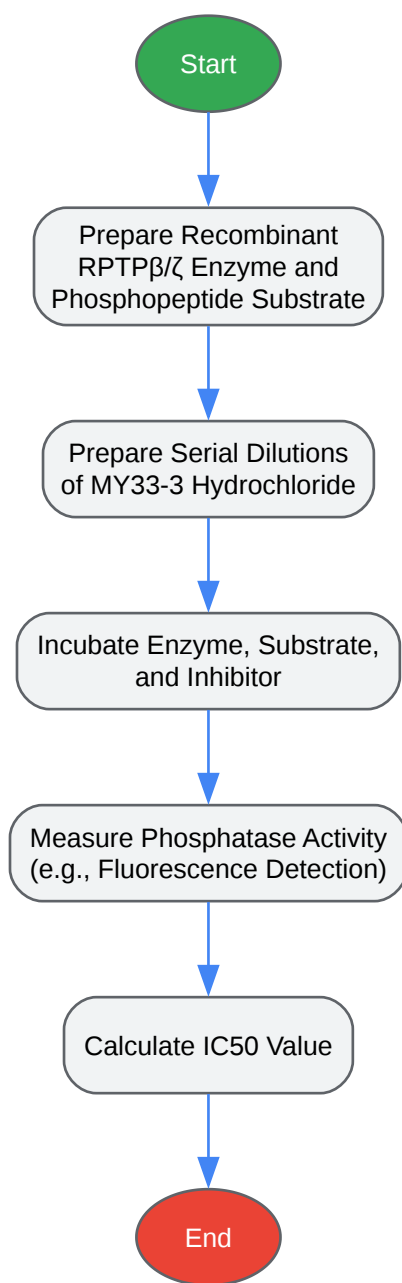 Start
Prepare Recombinant
RPTPβ/ζ Enzyme and
Phosphopeptide Substrate
Prepare Serial Dilutions
of MY33-3 Hydrochloride
Incubate Enzyme, Substrate,
and Inhibitor
Measure Phosphatase Activity
(e.g., Fluorescence Detection)
Calculate IC50 Value
End